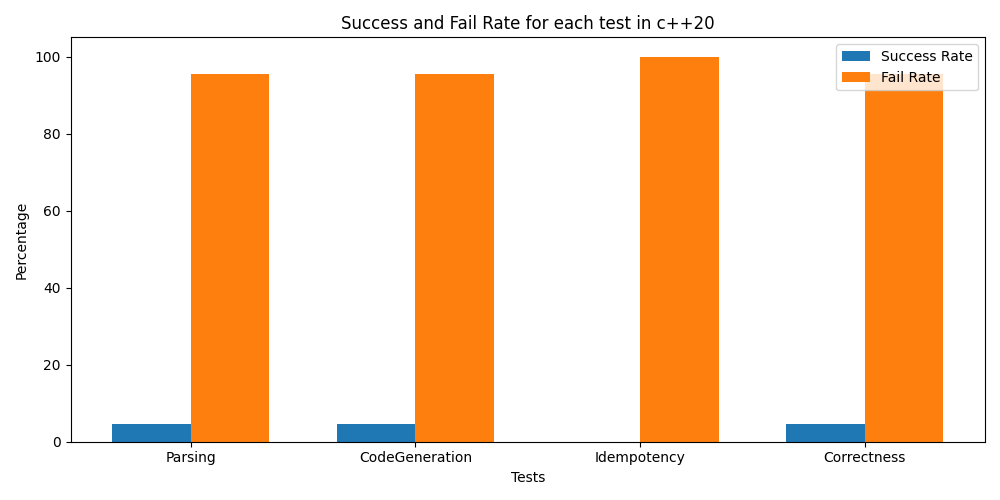 Success and Fail Rate for each test in c++20
Success Rate
Fail Rate
100
80
60
40
20
0
Percentage
Parsing
CodeGeneration
Idempotency
Correctness
Tests